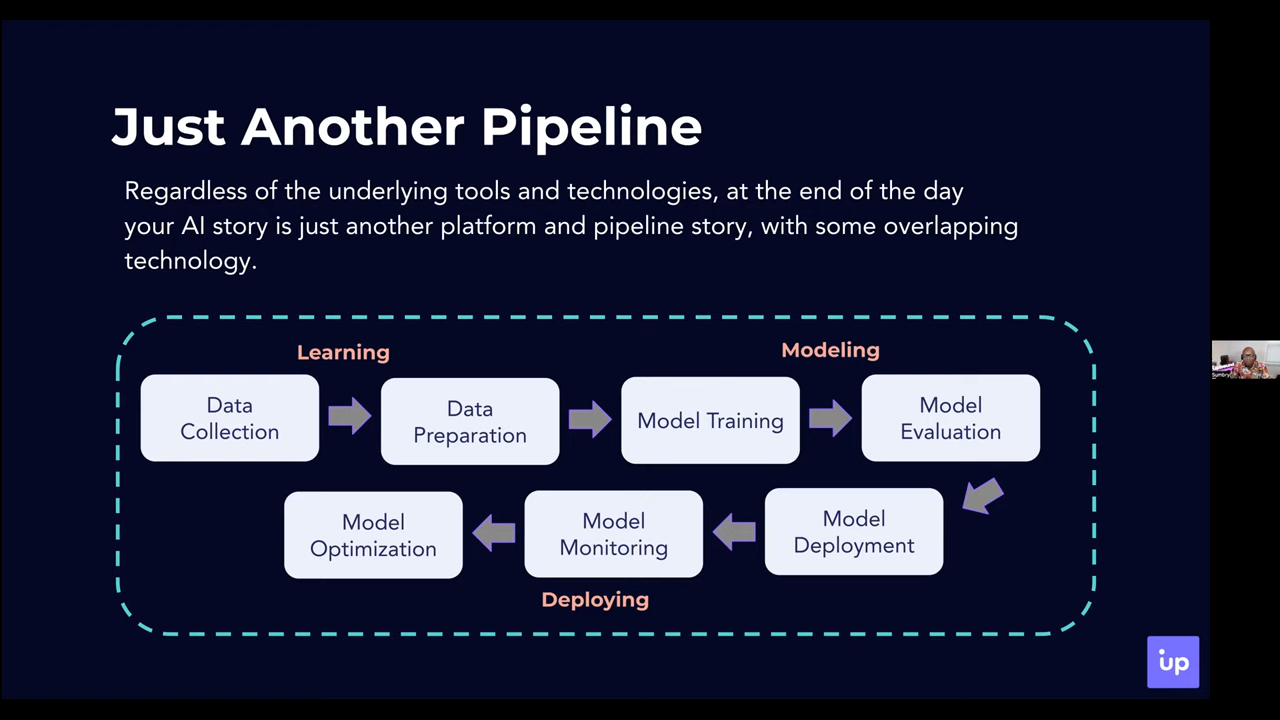 Just Another Pipeline
Regardless of the underlying tools and technologies, at the end of the day
your AI story is just another platform and pipeline story, with some overlapping
technology.
Learning
Modeling
Data
Collection
Data
Preparation
Model Training
Model
Evaluation
Model
Optimization
Model
Monitoring
Model
Deployment
Deploying
up